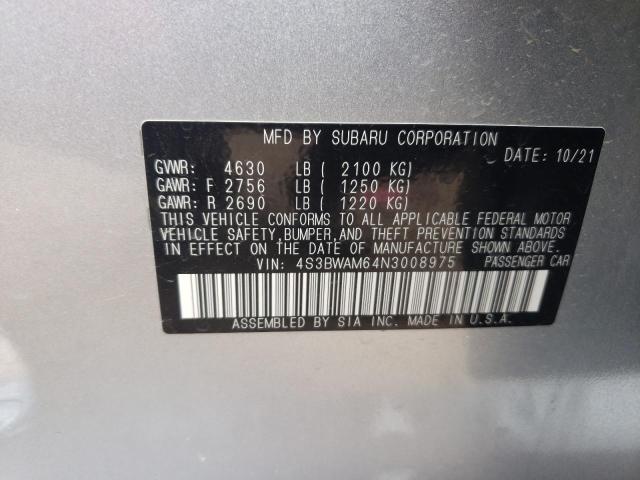 MFD BY SUBARU CORPORATION
DATE: 10/21
GVWR: 4630 LB ( 2100 KG)
GAWR: F 2756 LB ( 1250 KG)
GAWR: R 2690 LB ( 1220 KG)
THIS VEHICLE CONFORMS TO ALL APPLICABLE FEDERAL MOTOR
VEHICLE SAFETY, BUMPER, AND THEFT PREVENTION STANDARDS
IN EFFECT ON THE DATE OF MANUFACTURE SHOWN ABOVE.
VIN: 4S3BWAM64N3008975 PASSENGER CAR
ASSEMBLED BY SIA INC. MADE IN U.S.A.